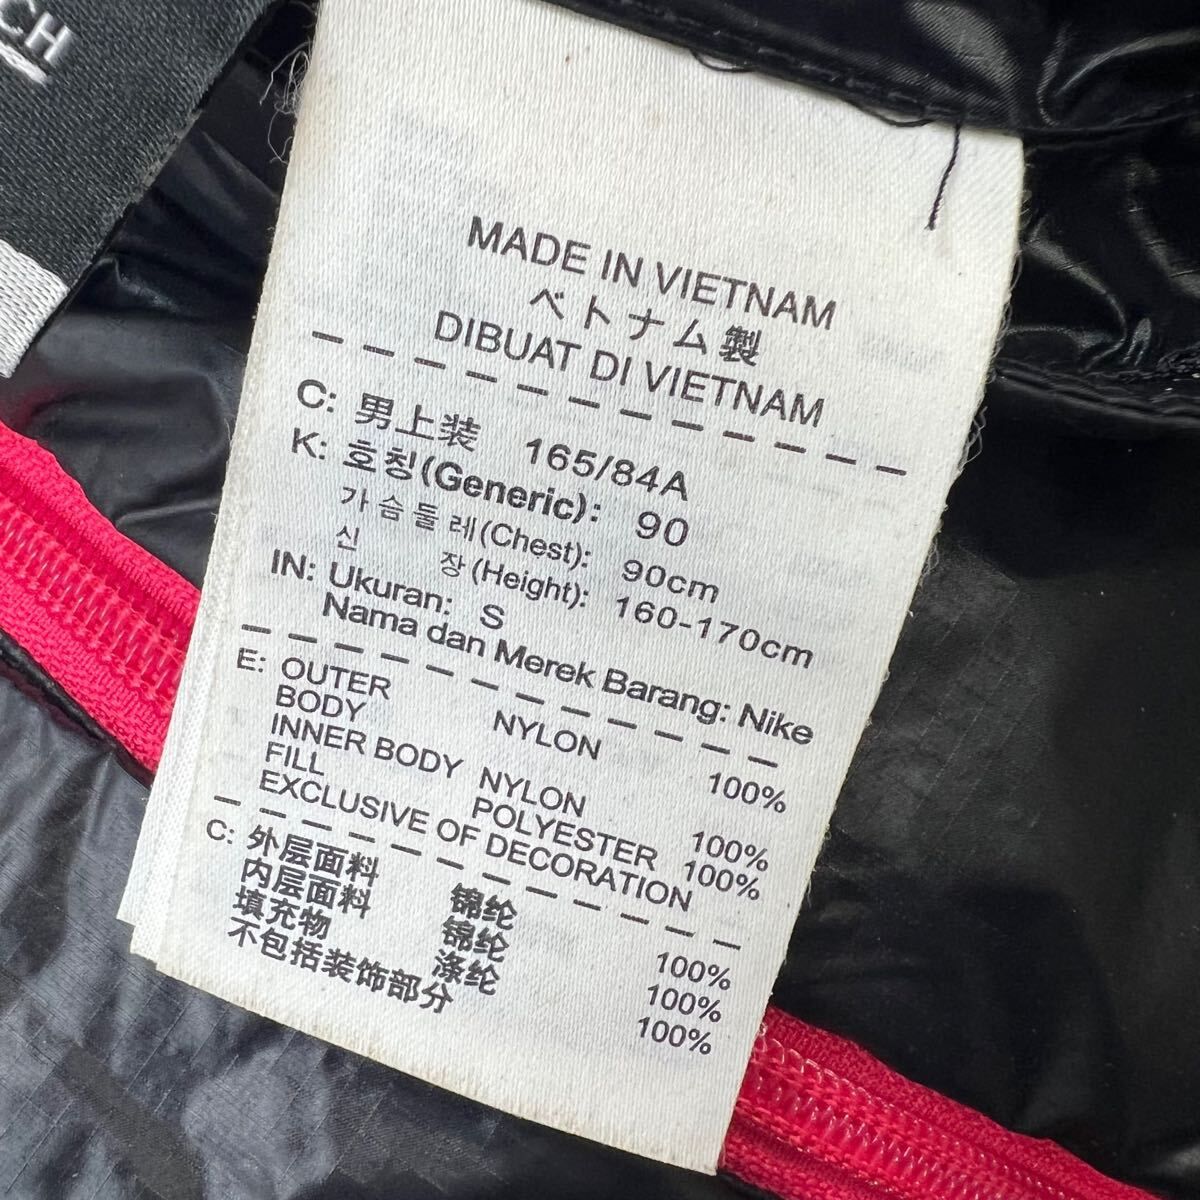 CH
MADE IN VIETNAM
ベトナム製
DIBUAT DI VIETNAM
C: 男上装 165/84A
K: 호칭(Generic): 90
가슴둘레(Chest): 90cm
신 장(Height): 160-170cm
IN: Ukuran: S
Nama dan Merek Barang: Nike
E: OUTER
BODY NYLON 100%
INNER BODY NYLON 100%
FILL POLYESTER 100%
EXCLUSIVE OF DECORATION
C: 外层面料 锦纶 100%
内层面料 锦纶 100%
填充物 涤纶 100%
不包括装饰部分